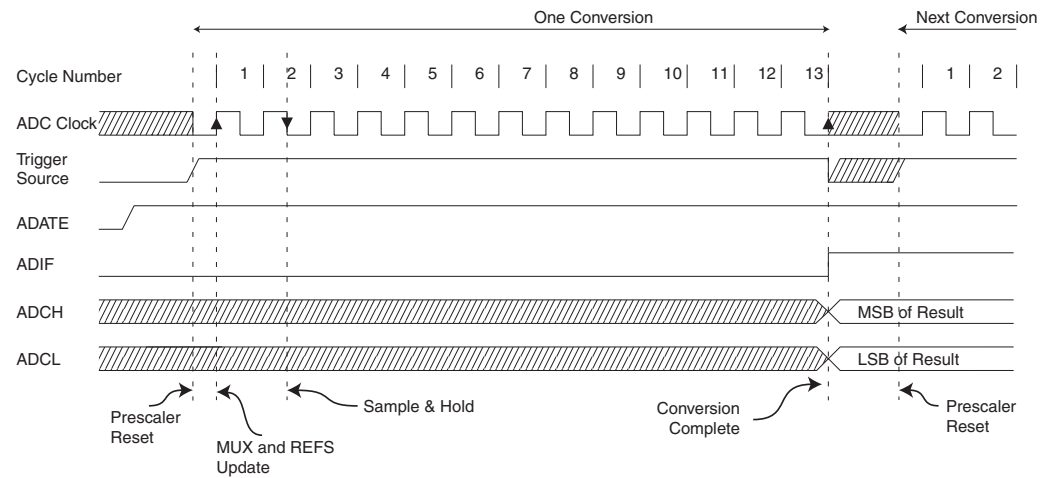 One Conversion
Next Conversion
Cycle Number 1 2 3 4 5 6 7 8 9 10 11 12 13 1 2
ADC Clock
Trigger
Source
ADATE
ADIF
ADCH
MSB of Result
ADCL
LSB of Result
Prescaler
Reset
MUX and REFS
Update
Sample & Hold
Conversion
Complete
Prescaler
Reset